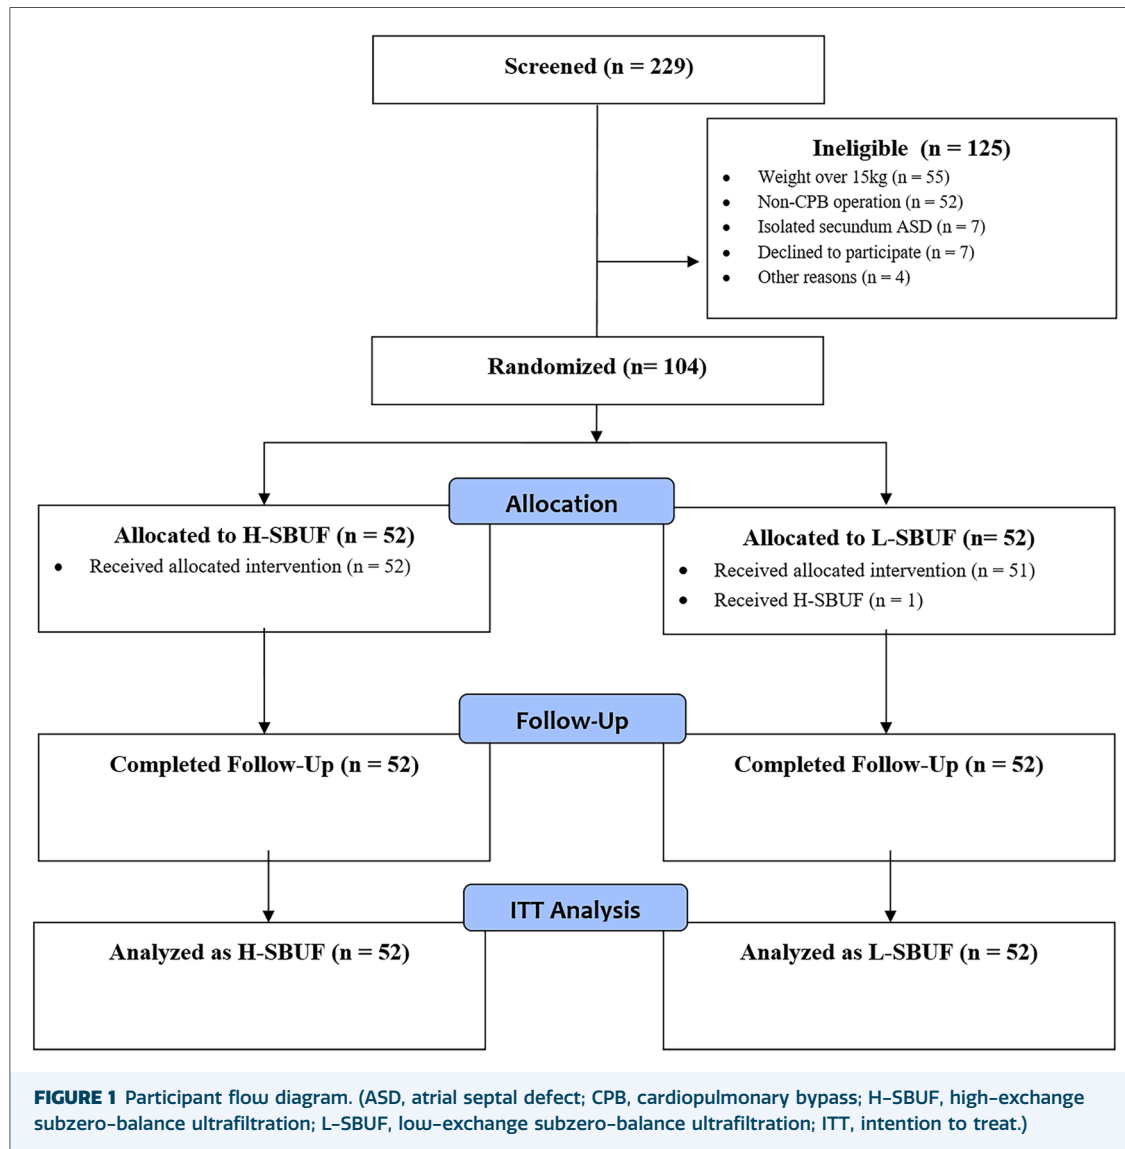 Screened (n = 229)
Ineligible (n = 125)
• Weight over 15kg (n = 55)
• Non-CPB operation (n = 52)
• Isolated secundum ASD (n = 7)
• Declined to participate (n = 7)
• Other reasons (n = 4)
Randomized (n= 104)
Allocation
Allocated to H-SBUF (n = 52)
• Received allocated intervention (n = 52)
Allocated to L-SBUF (n= 52)
• Received allocated intervention (n = 51)
• Received H-SBUF (n = 1)
Follow-Up
Completed Follow-Up (n = 52)
Completed Follow-Up (n = 52)
ITT Analysis
Analyzed as H-SBUF (n = 52)
Analyzed as L-SBUF (n = 52)
FIGURE 1 Participant flow diagram. (ASD, atrial septal defect; CPB, cardiopulmonary bypass; H-SBUF, high-exchange
subzero-balance ultrafiltration; L-SBUF, low-exchange subzero-balance ultrafiltration; ITT, intention to treat.)